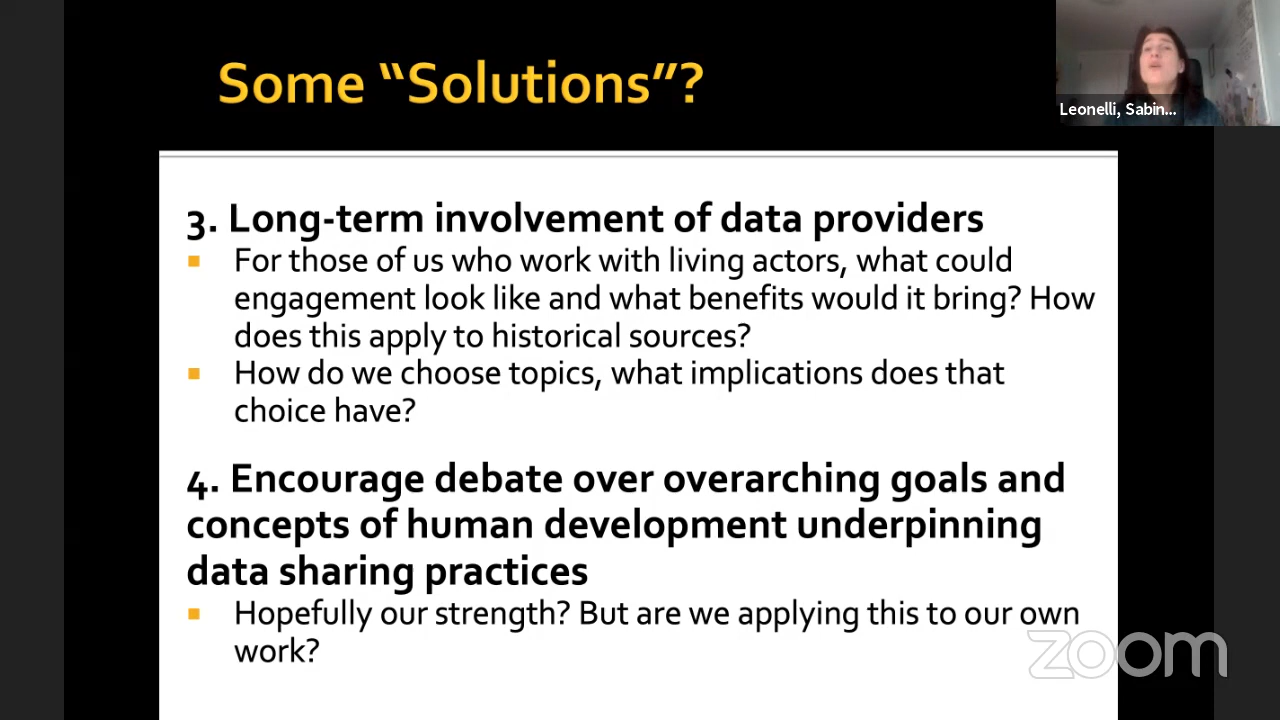 Some “Solutions”?
Leonelli, Sabin...
3. Long-term involvement of data providers
For those of us who work with living actors, what could
engagement look like and what benefits would it bring? How
does this apply to historical sources?
How do we choose topics, what implications does that
choice have?
4. Encourage debate over overarching goals and
concepts of human development underpinning
data sharing practices
Hopefully our strength? But are we applying this to our own
work?
zoom